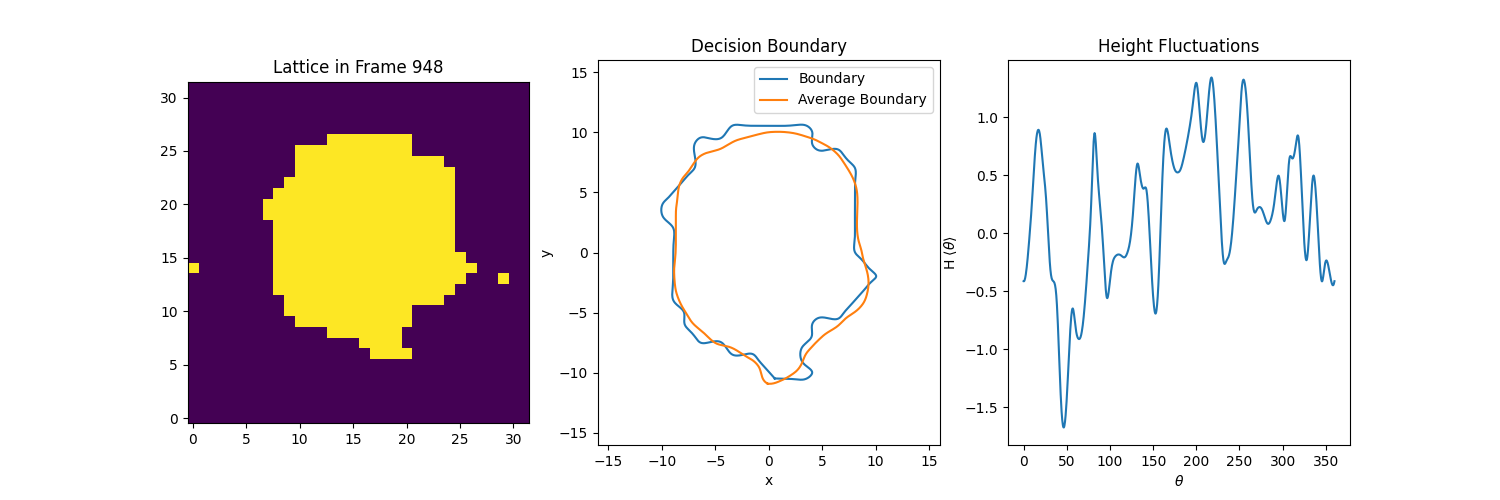 Lattice in Frame 948
30
25
20
15
10
5
0
0 5 10 15 20 25 30
Decision Boundary
Boundary
Average Boundary
y
15
10
5
0
−5
−10
−15
−15 −10 −5 0 5 10 15
x
Height Fluctuations
H (θ)
1.0
0.5
0.0
−0.5
−1.0
−1.5
0 50 100 150 200 250 300 350
θ